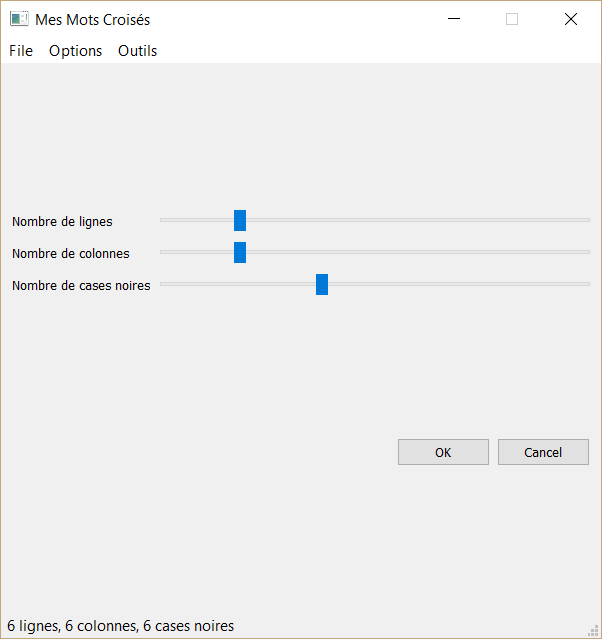 Mes Mots Croisés
File Options Outils
Nombre de lignes
Nombre de colonnes
Nombre de cases noires
OK Cancel
6 lignes, 6 colonnes, 6 cases noires